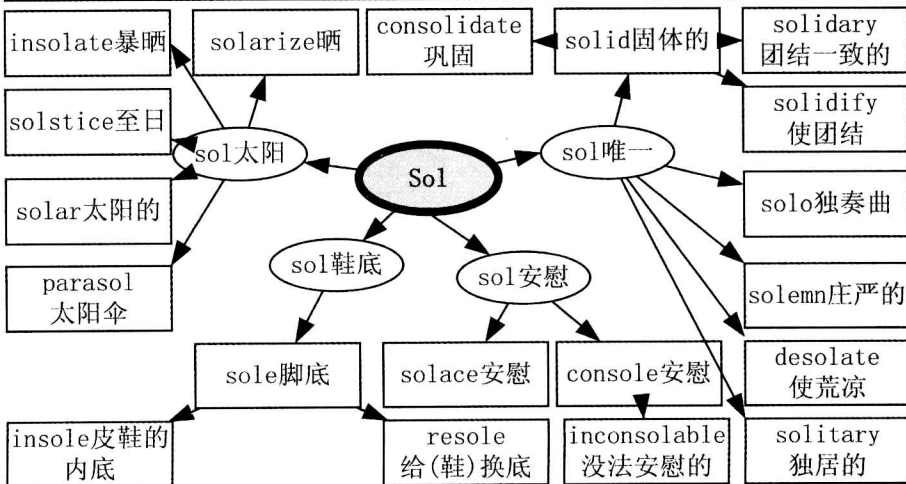 insolate暴晒
solarize晒
consolidate
巩固
solid固体的
solidary
团结一致的
solstice至日
sol太阳
Sol
sol唯一
solidify
使团结
solar太阳的
solo独奏曲
parasol
太阳伞
sol鞋底
sol安慰
solemn庄严的
sole脚底
solace安慰
console安慰
desolate
使荒凉
insole皮鞋的
内底
resole
给(鞋)换底
inconsolable
没法安慰的
solitary
独居的